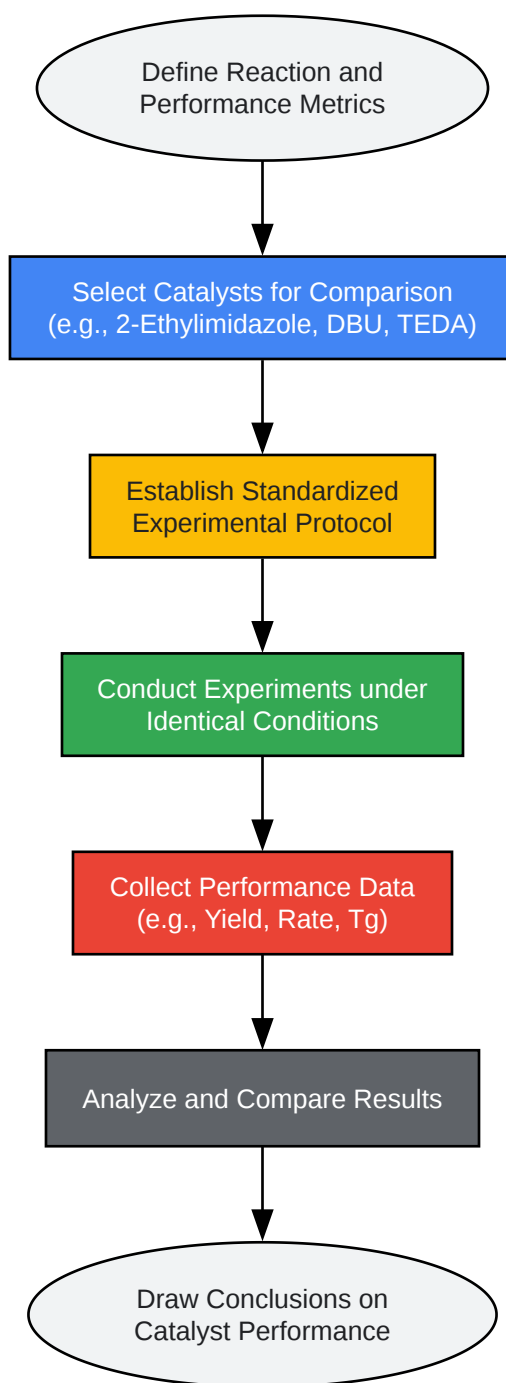 Define Reaction and
Performance Metrics
Select Catalysts for Comparison
(e.g., 2-Ethylimidazole, DBU, TEDA)
Establish Standardized
Experimental Protocol
Conduct Experiments under
Identical Conditions
Collect Performance Data
(e.g., Yield, Rate, Tg)
Analyze and Compare Results
Draw Conclusions on
Catalyst Performance